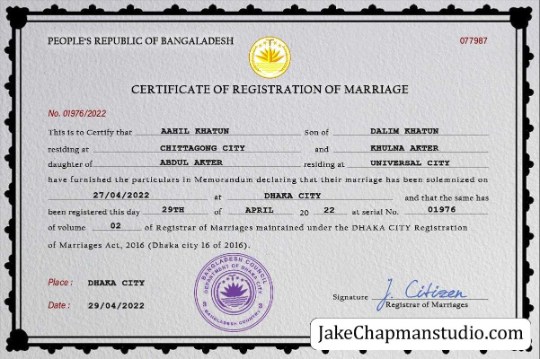 PEOPLE'S REPUBLIC OF BANGLADESH 077987
CERTIFICATE OF REGISTRATION OF MARRIAGE
No. 01976/2022
This is to Certify that AAHIL KHATUN Son of DALIM KHATUN
residing at CHITTAGONG CITY and KHULNA AKTER
daughter of ABDUL AKTER residing at UNIVERSAL CITY
have furnished the particulars in Memorandum declaring that their marriage has been solemnized on
27/04/2022 at DHAKA CITY and that the same has
been registered this day 29TH of APRIL 20 22 at serial No. 01976
of volume 02 of Registrar of Marriages maintained under the DHAKA CITY Registration
of Marriages Act, 2016 (Dhaka city 16 of 2016).
BANGLADESH COUNCIL
Place : DHAKA CITY
Date : 29/04/2022
Signature J. Citizen
Registrar of Marriages
JakeChapmanstudio.com